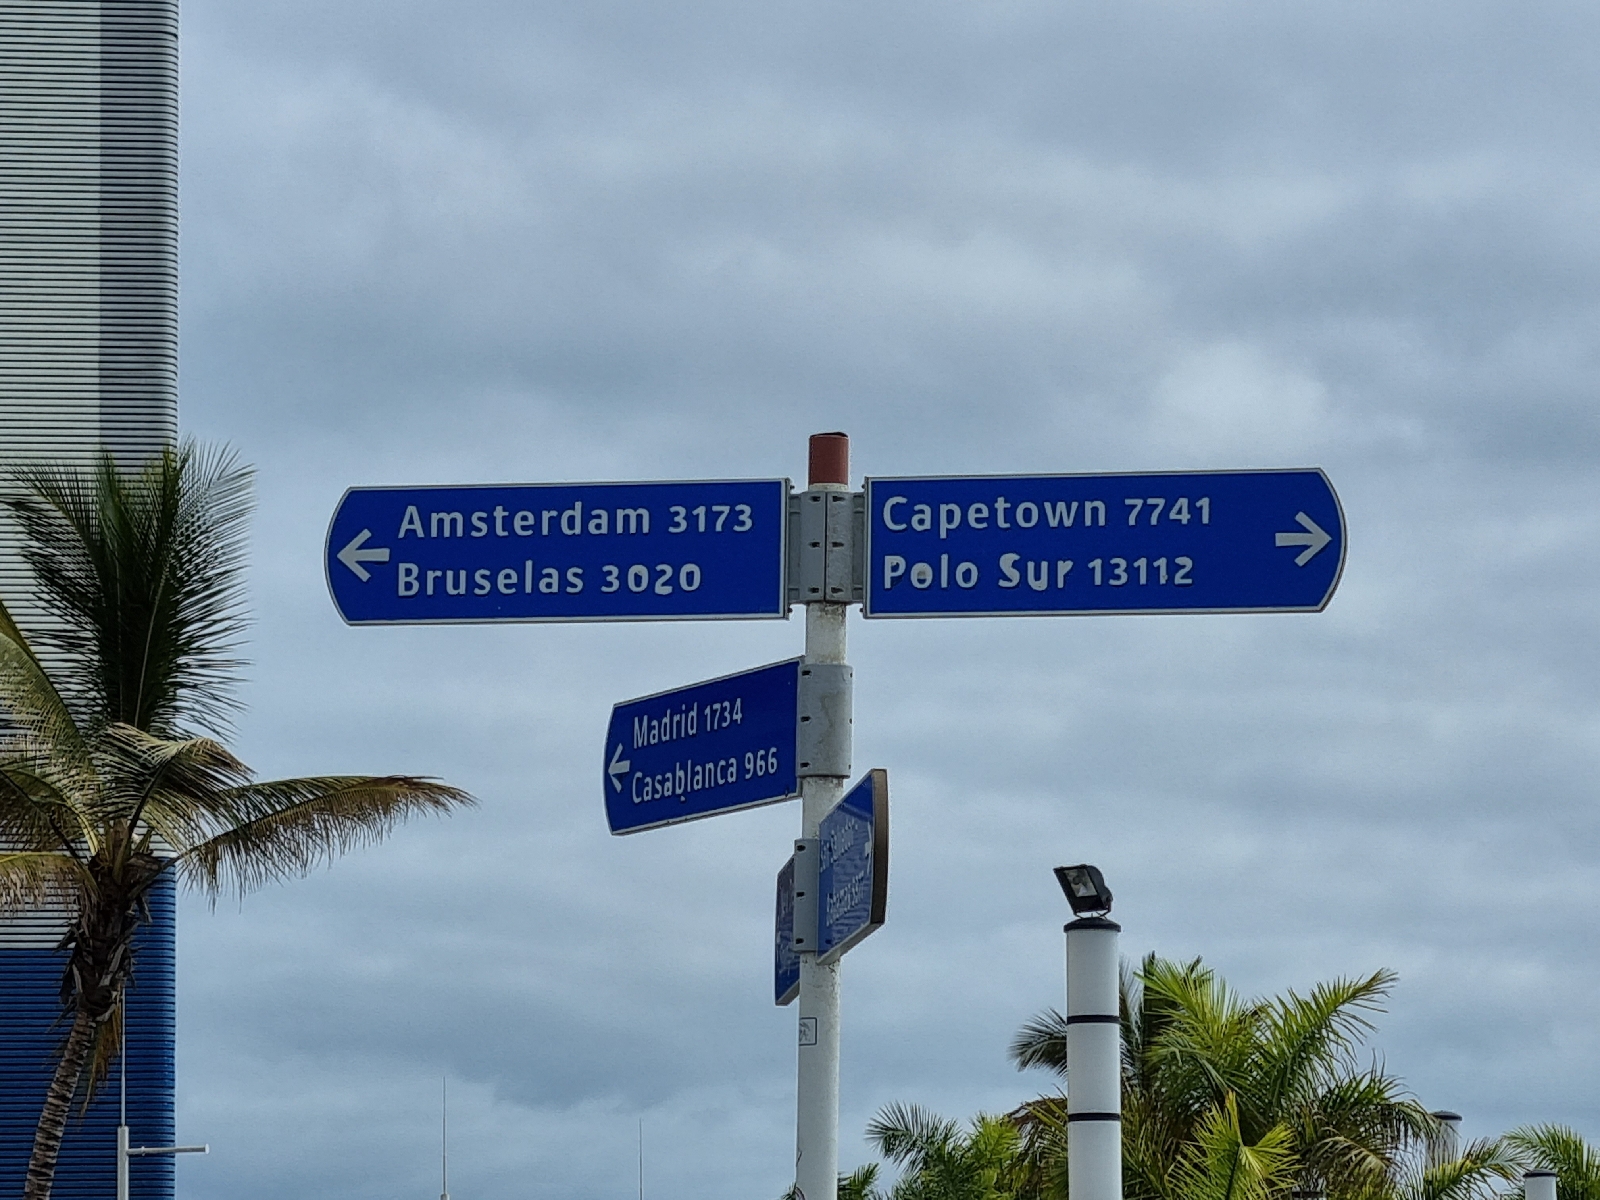 Amsterdam 3173
Bruselas 3020
Capetown 7741
Polo Sur 13112
Madrid 1734
Casablanca 966